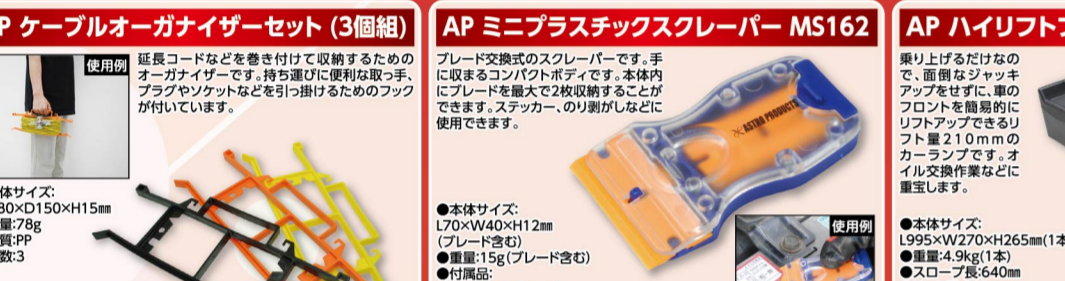 P ケーブルオーガナイザーセット (3個組)
使用例
延長コードなどを巻き付けて収納するための
オーガナイザーです。持ち運びに便利な取っ手、
プラグやソケットなどを引っ掛けるためのフック
が付いています。
体サイズ:
80×D150×H15㎜
量:78g
質:PP
数:3
AP ミニプラスチックスクレーパー MS162
ブレード交換式のスクレーパーです。手
に収まるコンパクトボディです。本体内
にブレードを最大で2枚収納することが
できます。ステッカー、のり剥がしなどに
使用できます。
ASTRO PRODUCTS
●本体サイズ:
L70×W40×H12㎜
(ブレード含む)
●重量:15g(ブレード含む)
●付属品:
使用例
AP ハイリフト
乗り上げるだけなの
で、面倒なジャッキ
アップをせずに、車の
フロントを簡易的に
リフトアップできるリ
フト量210mmの
カーランプです。オ
イル交換作業などに
重宝します。
●本体サイズ:
L995×W270×H265㎜(1本
●重量:4.9kg(1本)
●スロープ長:640㎜